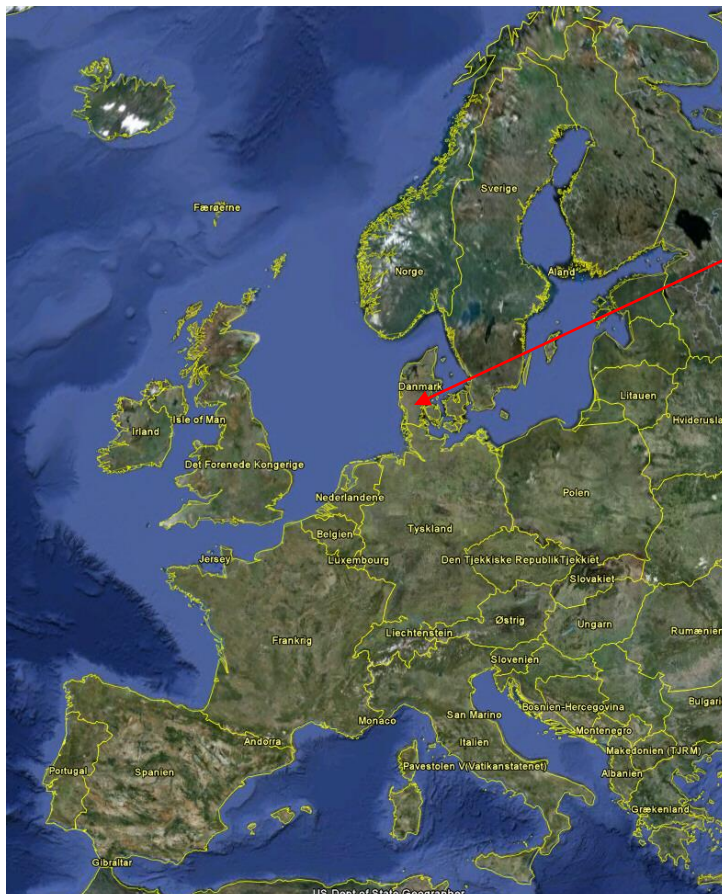 Sverige
Færøerne
Norge
Åland
Danmark
Litauen
Isle of Man
Irland
Hviderusla
Det Forenede Kongerige
Nederlandene
Polen
Tyskland
Belgien
Jersey
Luxembourg
Den Tjekkiske Republik Tjekkiet
Slovakiet
Østrig
Ungarn
Rumænien
Frankrig
Liechtenstein
Slovenien
Bosnien-Hercegovina
Bulgari
San Marino
Monaco
Montenegro
Andorra
Italien
Makedonien (TJRM)
Portugal
Spanien
Pavestolen V(Vatikanstatenet)
Albanien
Grækenland
Gibraltar
US Dept of State Geographer